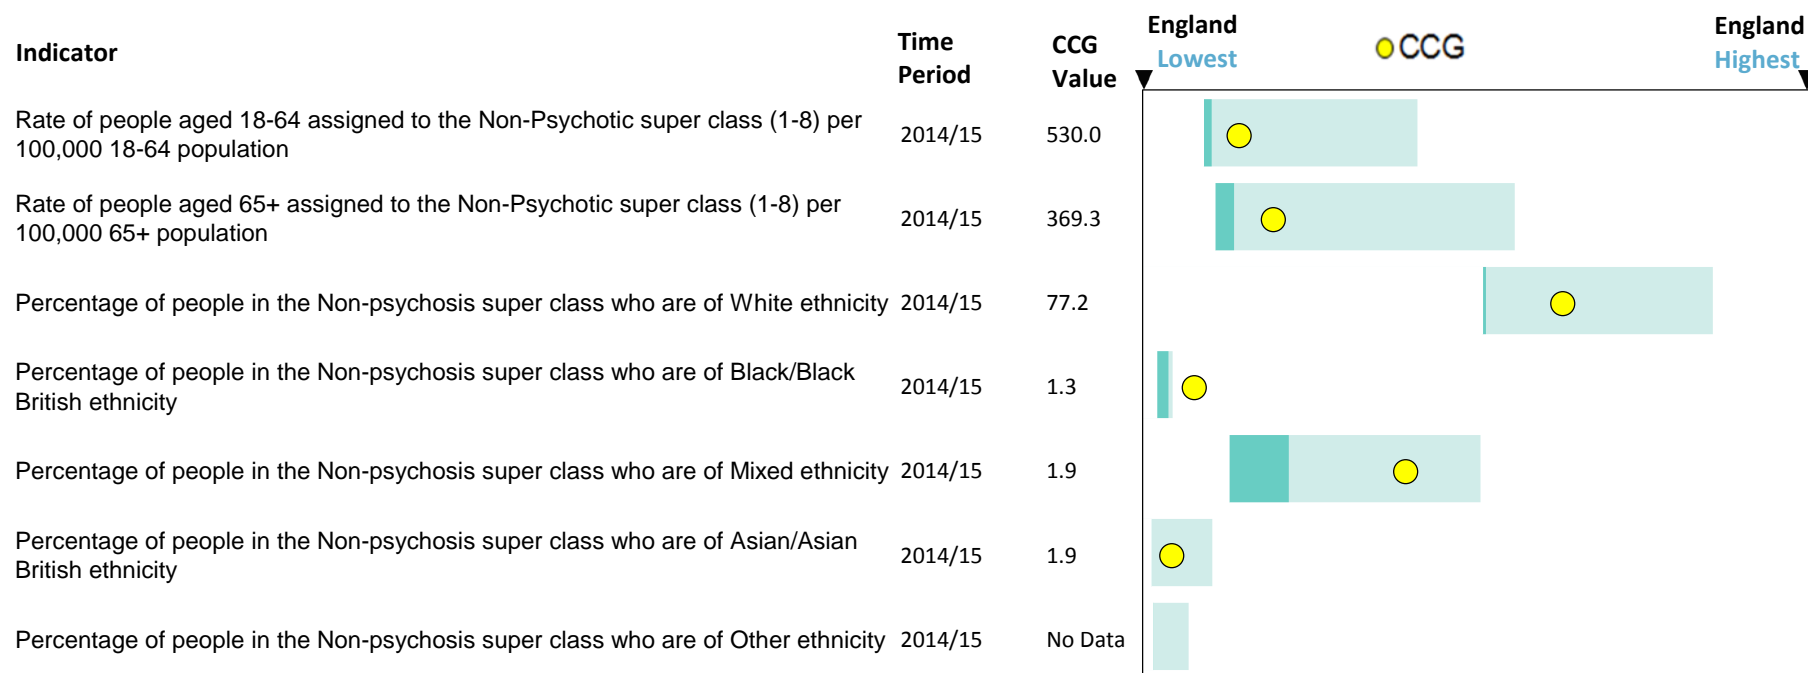 Indicator
Time Period
CCG Value
England Lowest
CCG
England Highest
Rate of people aged 18-64 assigned to the Non-Psychotic super class (1-8) per
100,000 18-64 population
2014/15
530.0
Rate of people aged 65+ assigned to the Non-Psychotic super class (1-8) per
100,000 65+ population
2014/15
369.3
Percentage of people in the Non-psychosis super class who are of White ethnicity
2014/15
77.2
Percentage of people in the Non-psychosis super class who are of Black/Black
British ethnicity
2014/15
1.3
Percentage of people in the Non-psychosis super class who are of Mixed ethnicity
2014/15
1.9
Percentage of people in the Non-psychosis super class who are of Asian/Asian
British ethnicity
2014/15
1.9
Percentage of people in the Non-psychosis super class who are of Other ethnicity
2014/15
No Data